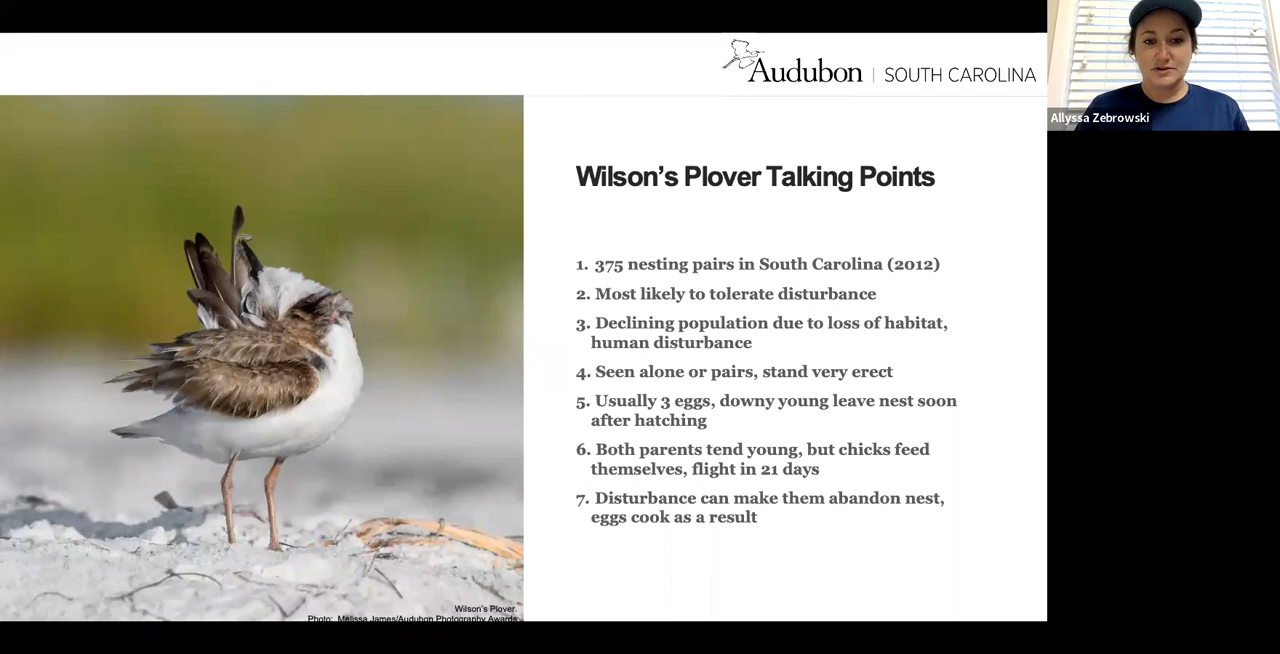 Audubon | SOUTH CAROLINA
Allyssa Zebrowski
Wilson's Plover Talking Points
1. 375 nesting pairs in South Carolina (2012)
2. Most likely to tolerate disturbance
3. Declining population due to loss of habitat,
human disturbance
4. Seen alone or pairs, stand very erect
5. Usually 3 eggs, downy young leave nest soon
after hatching
6. Both parents tend young, but chicks feed
themselves, flight in 21 days
7. Disturbance can make them abandon nest,
eggs cook as a result
Wilson's Plover.
Photo: Melissa James/Audubon Photography Awards